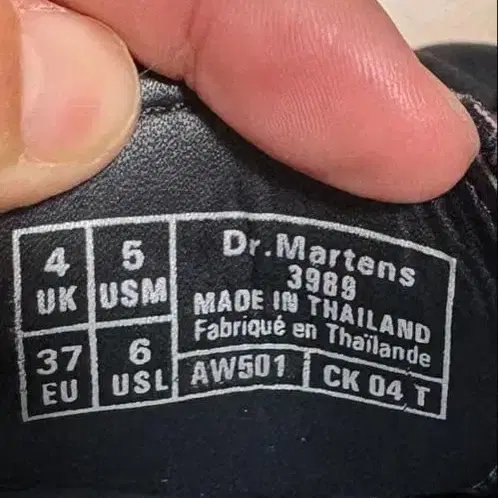 4 UK
5 USM
37 EU
6 USL
Dr.Martens
3989
MADE IN THAILAND
Fabriqué en Thaïlande
AW501
CK 04 T